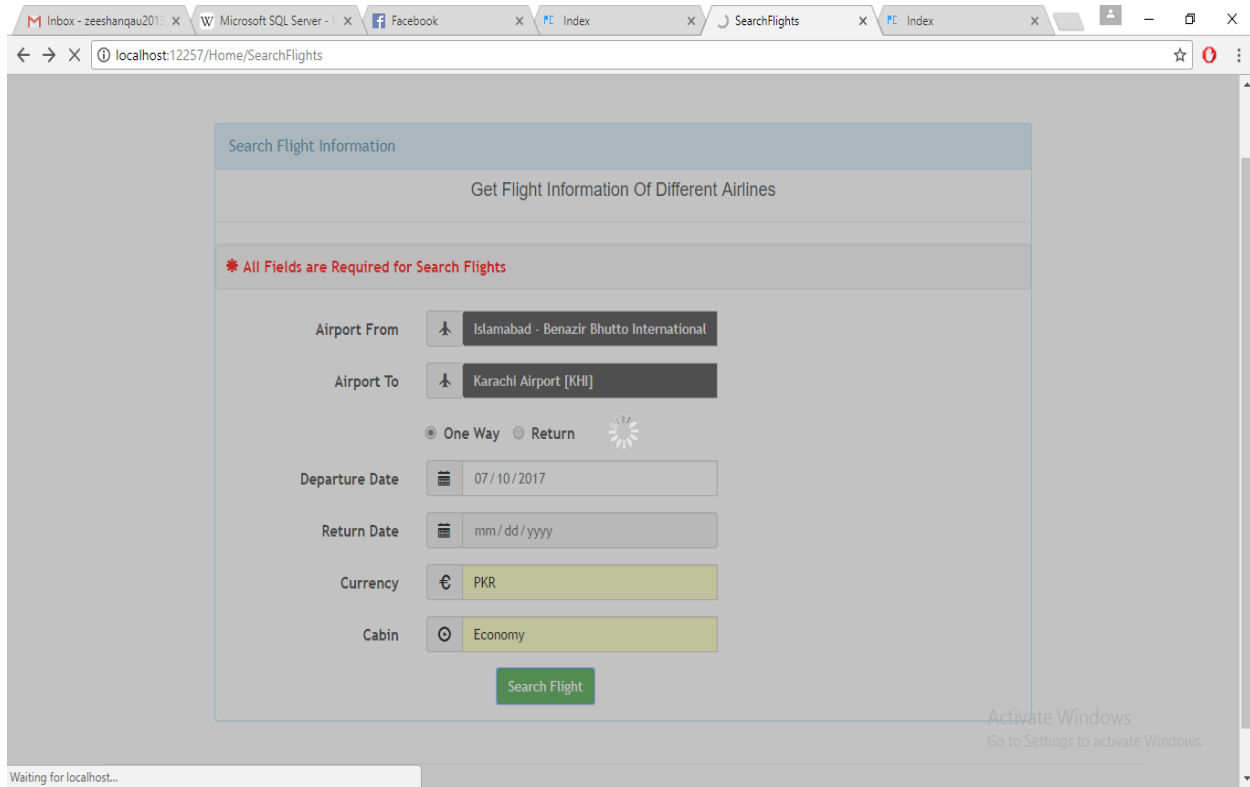 Inbox - zeeshanqau201 Microsoft SQL Server - Facebook Index SearchFlights Index
localhost:12257/Home/SearchFlights
Search Flight Information
Get Flight Information Of Different Airlines
✱ All Fields are Required for Search Flights
Airport From Islamabad - Benazir Bhutto International
Airport To Karachi Airport [KHI]
One Way Return
Departure Date 07/10/2017
Return Date mm/dd/yyyy
Currency € PKR
Cabin Economy
Search Flight
Activate Windows
Go to Settings to activate Windows.
Waiting for localhost...